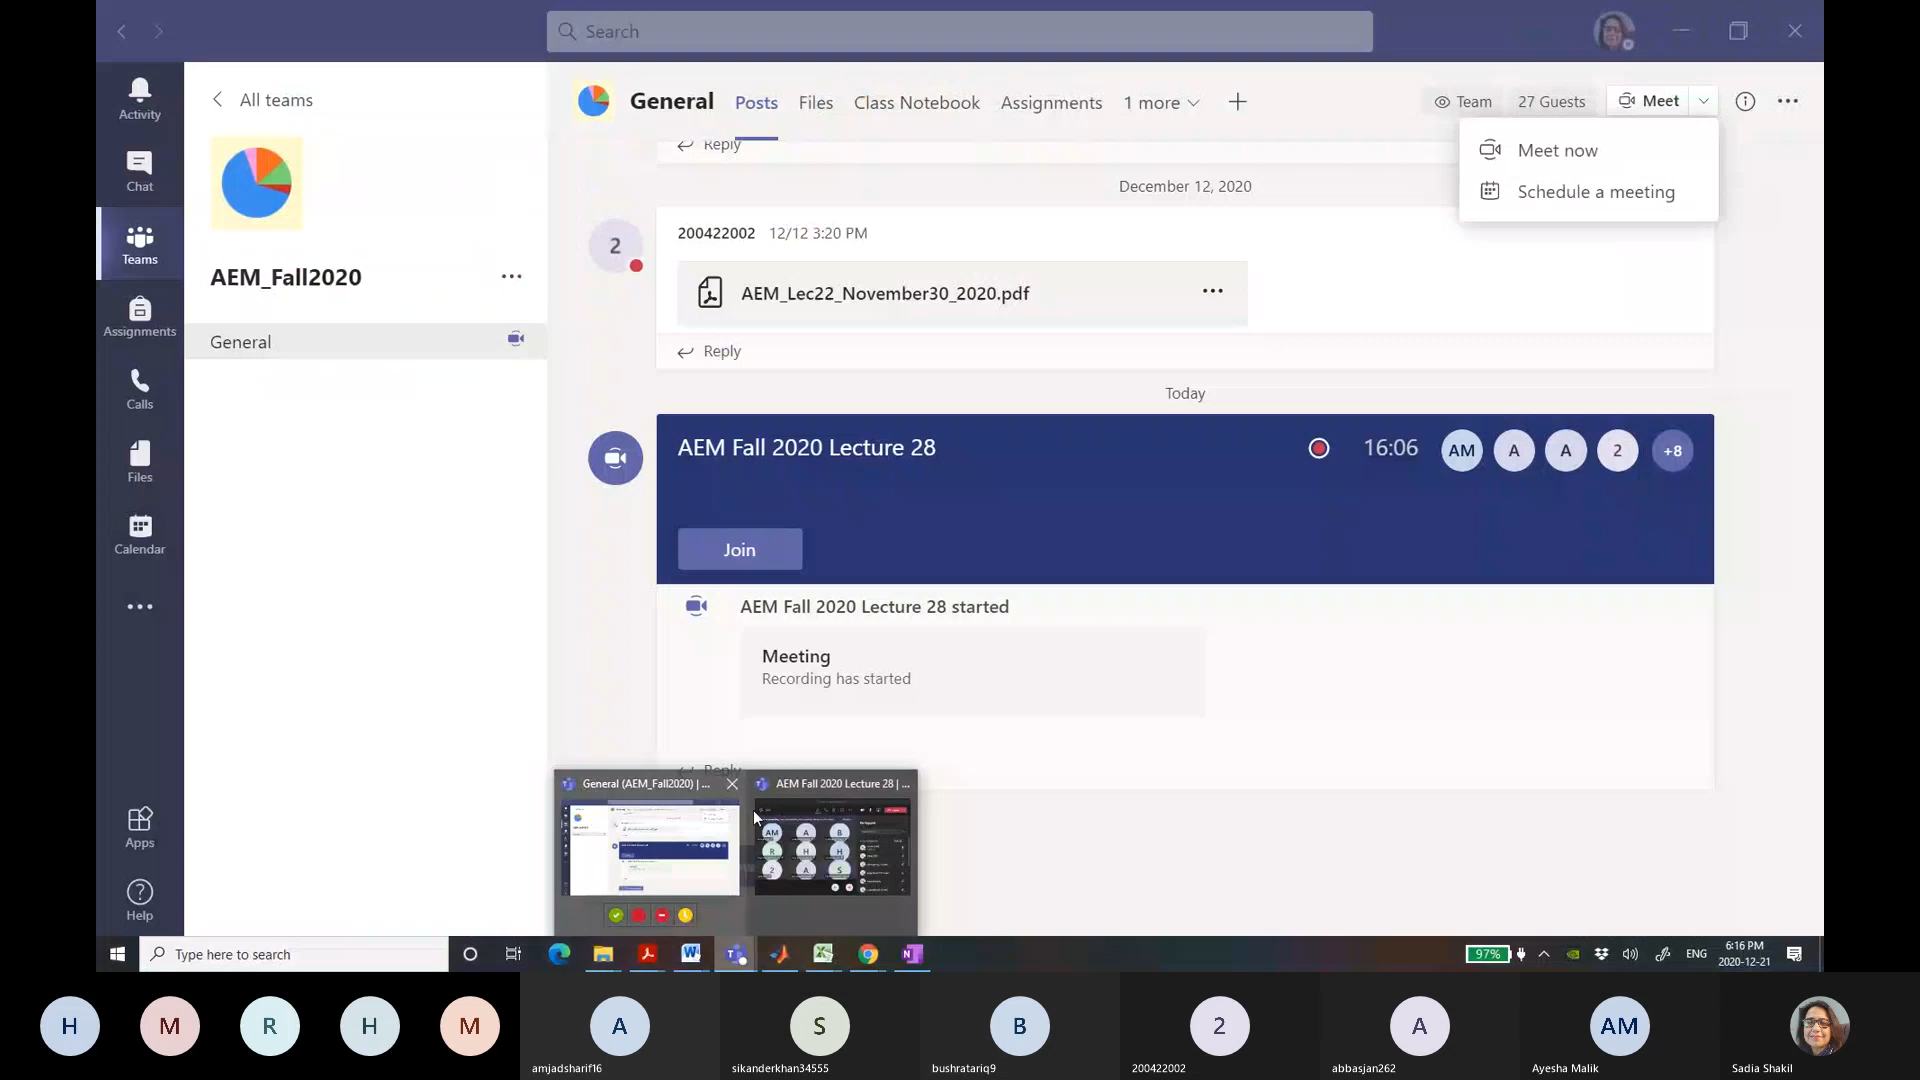 Search
Activity
Chat
Teams
Assignments
Calls
Files
Calendar
Apps
Help
All teams
AEM_Fall2020
General
General
Posts
Files
Class Notebook
Assignments
1 more
Team
27 Guests
Meet
Meet now
Schedule a meeting
Reply
December 12, 2020
2
200422002 12/12 3:20 PM
AEM_Lec22_November30_2020.pdf
Reply
Today
AEM Fall 2020 Lecture 28
16:06
AM
A
A
2
+8
Join
AEM Fall 2020 Lecture 28 started
Meeting
Recording has started
Reply
General (AEM_Fall2020) | ...
AEM Fall 2020 Lecture 28 | ...
AM A B
R H H
2 A S
Type here to search
97%
ENG
6:16 PM
2020-12-21
H
M
R
H
M
A
amjadsharif16
S
sikanderkhan34555
B
bushratariq9
2
200422002
A
abbasjan262
AM
Ayesha Malik
Sadia Shakil